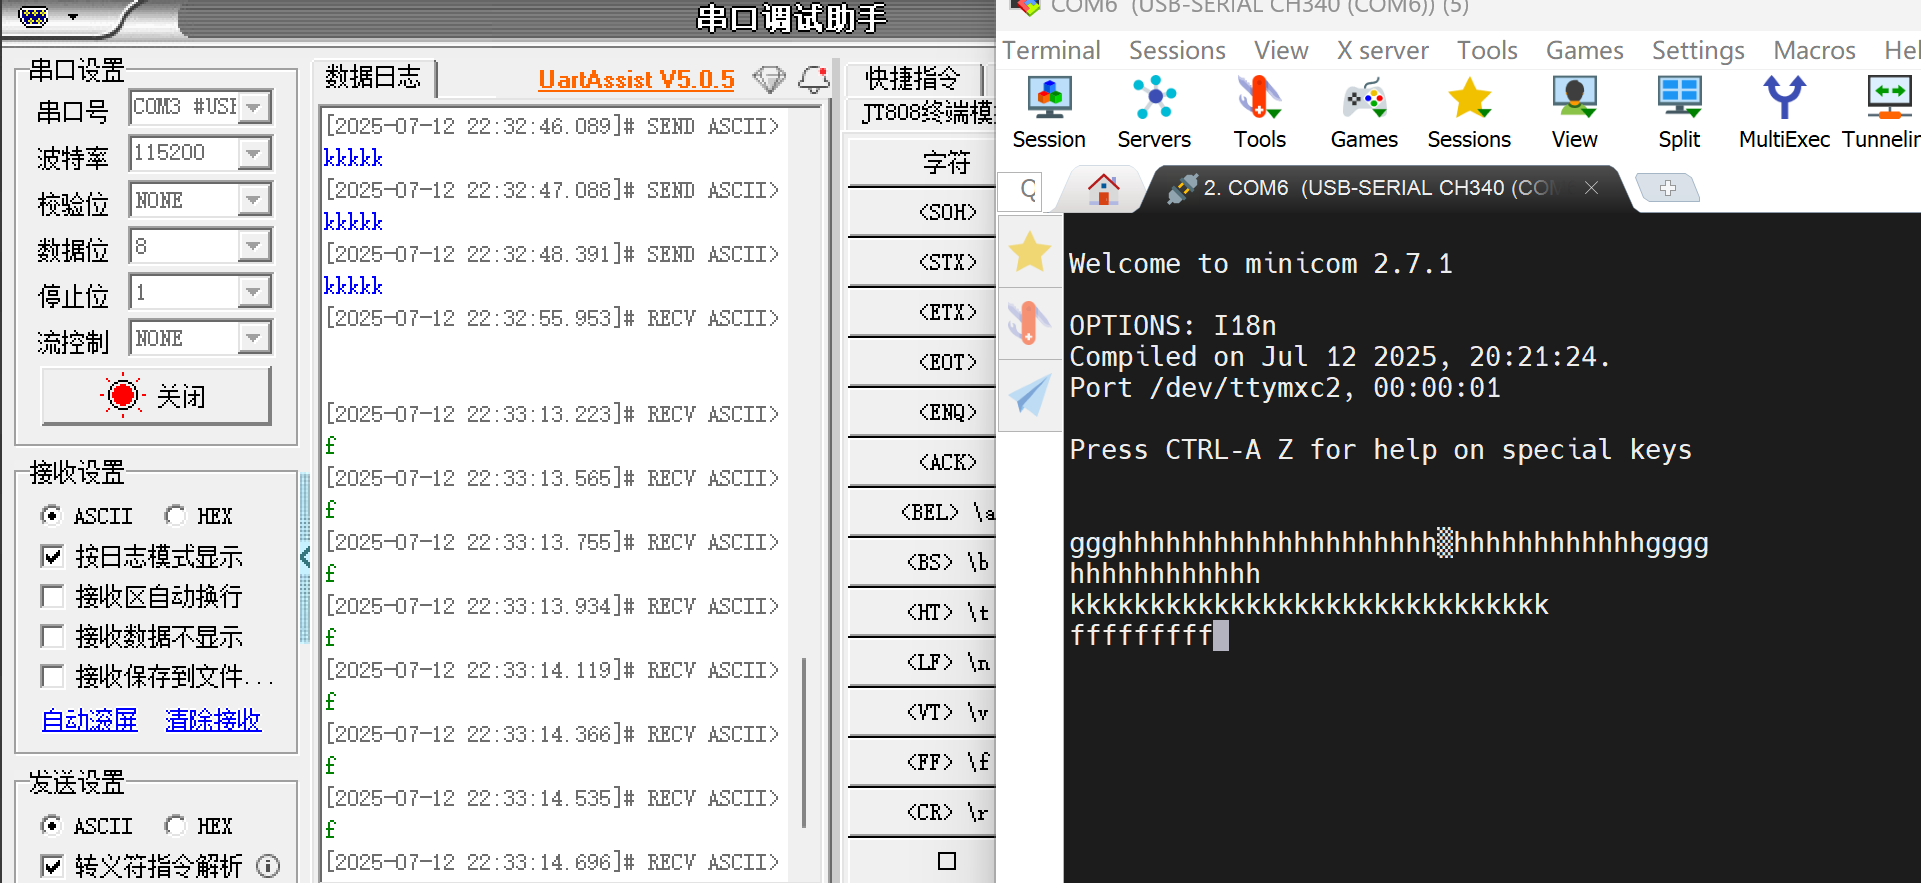 串口调试助手
串口设置
串口号 COM3 #USE
波特率 115200
校验位 NONE
数据位 8
停止位 1
流控制 NONE
关闭
接收设置
ASCII HEX
按日志模式显示
接收区自动换行
接收数据不显示
接收保存到文件...
自动滚屏 清除接收
发送设置
ASCII HEX
转义符指令解析
数据日志
UartAssist V5.0.5
[2025-07-12 22:32:46.089]# SEND ASCII>
kkkkk
[2025-07-12 22:32:47.088]# SEND ASCII>
kkkkk
[2025-07-12 22:32:48.391]# SEND ASCII>
kkkkk
[2025-07-12 22:32:55.953]# RECV ASCII>
[2025-07-12 22:33:13.223]# RECV ASCII>
f
[2025-07-12 22:33:13.565]# RECV ASCII>
f
[2025-07-12 22:33:13.755]# RECV ASCII>
f
[2025-07-12 22:33:13.934]# RECV ASCII>
f
[2025-07-12 22:33:14.119]# RECV ASCII>
f
[2025-07-12 22:33:14.366]# RECV ASCII>
f
[2025-07-12 22:33:14.535]# RECV ASCII>
f
[2025-07-12 22:33:14.696]# RECV ASCII>
快捷指令
JT808终端模
字符
<SOH>
<STX>
<ETX>
<EOT>
<ENQ>
<ACK>
<BEL> \a
<BS> \b
<HT> \t
<LF> \n
<VT> \v
<FF> \f
<CR> \r
COM6 (USB-SERIAL CH340 (COM6)) (5)
Terminal Sessions View X server Tools Games Settings Macros Hel
Session Servers Tools Games Sessions View Split MultiExec Tunnelin
2. COM6 (USB-SERIAL CH340 (COM
Welcome to minicom 2.7.1
OPTIONS: I18n
Compiled on Jul 12 2025, 20:21:24.
Port /dev/ttymxc2, 00:00:01
Press CTRL-A Z for help on special keys
ggghhhhhhhhhhhhhhhhhhhh▒hhhhhhhhhhhhgggg
hhhhhhhhhhhh
kkkkkkkkkkkkkkkkkkkkkkkkkkkkkk
fffffffff